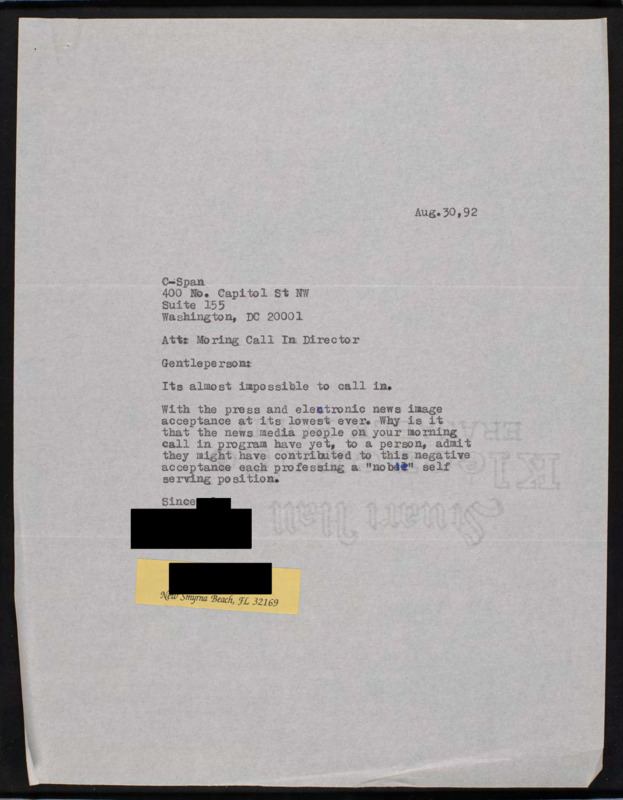 Aug.30,92
C-Span
400 No. Capitol St NW
Suite 155
Washington, DC 20001
Att: Moring Call In Director
Gentleperson:
Its almost impossible to call in.
With the press and electronic news image
acceptance at its lowest ever. Why is it
that the news media people on your morning
call in program have yet, to a person, admit
they might have contributed to this negative
acceptance each professing a "noble" self
serving position.
Since
New Smyrna Beach, FL 32169
Stuart Hall